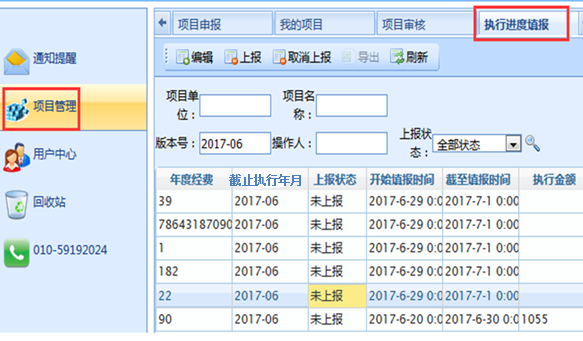 项目申报 我的项目 项目审核 执行进度填报
编辑 上报 取消上报 导出 刷新
通知提醒
项目管理
用户中心
回收站
010-59192024
项目单位: 项目名称:
版本号: 2017-06 操作人: 上报状态: 全部状态
年度经费 截止执行年月 上报状态 开始填报时间 截至填报时间 执行金额
39 2017-06 未上报 2017-6-29 0:0 2017-7-1 0:00
78643187090 2017-06 未上报 2017-6-29 0:0 2017-7-1 0:00
1 2017-06 未上报 2017-6-29 0:0 2017-7-1 0:00
182 2017-06 未上报 2017-6-29 0:0 2017-7-1 0:00
22 2017-06 未上报 2017-6-29 0:0 2017-7-1 0:00
90 2017-06 未上报 2017-6-20 0:0 2017-6-30 0:0 1055